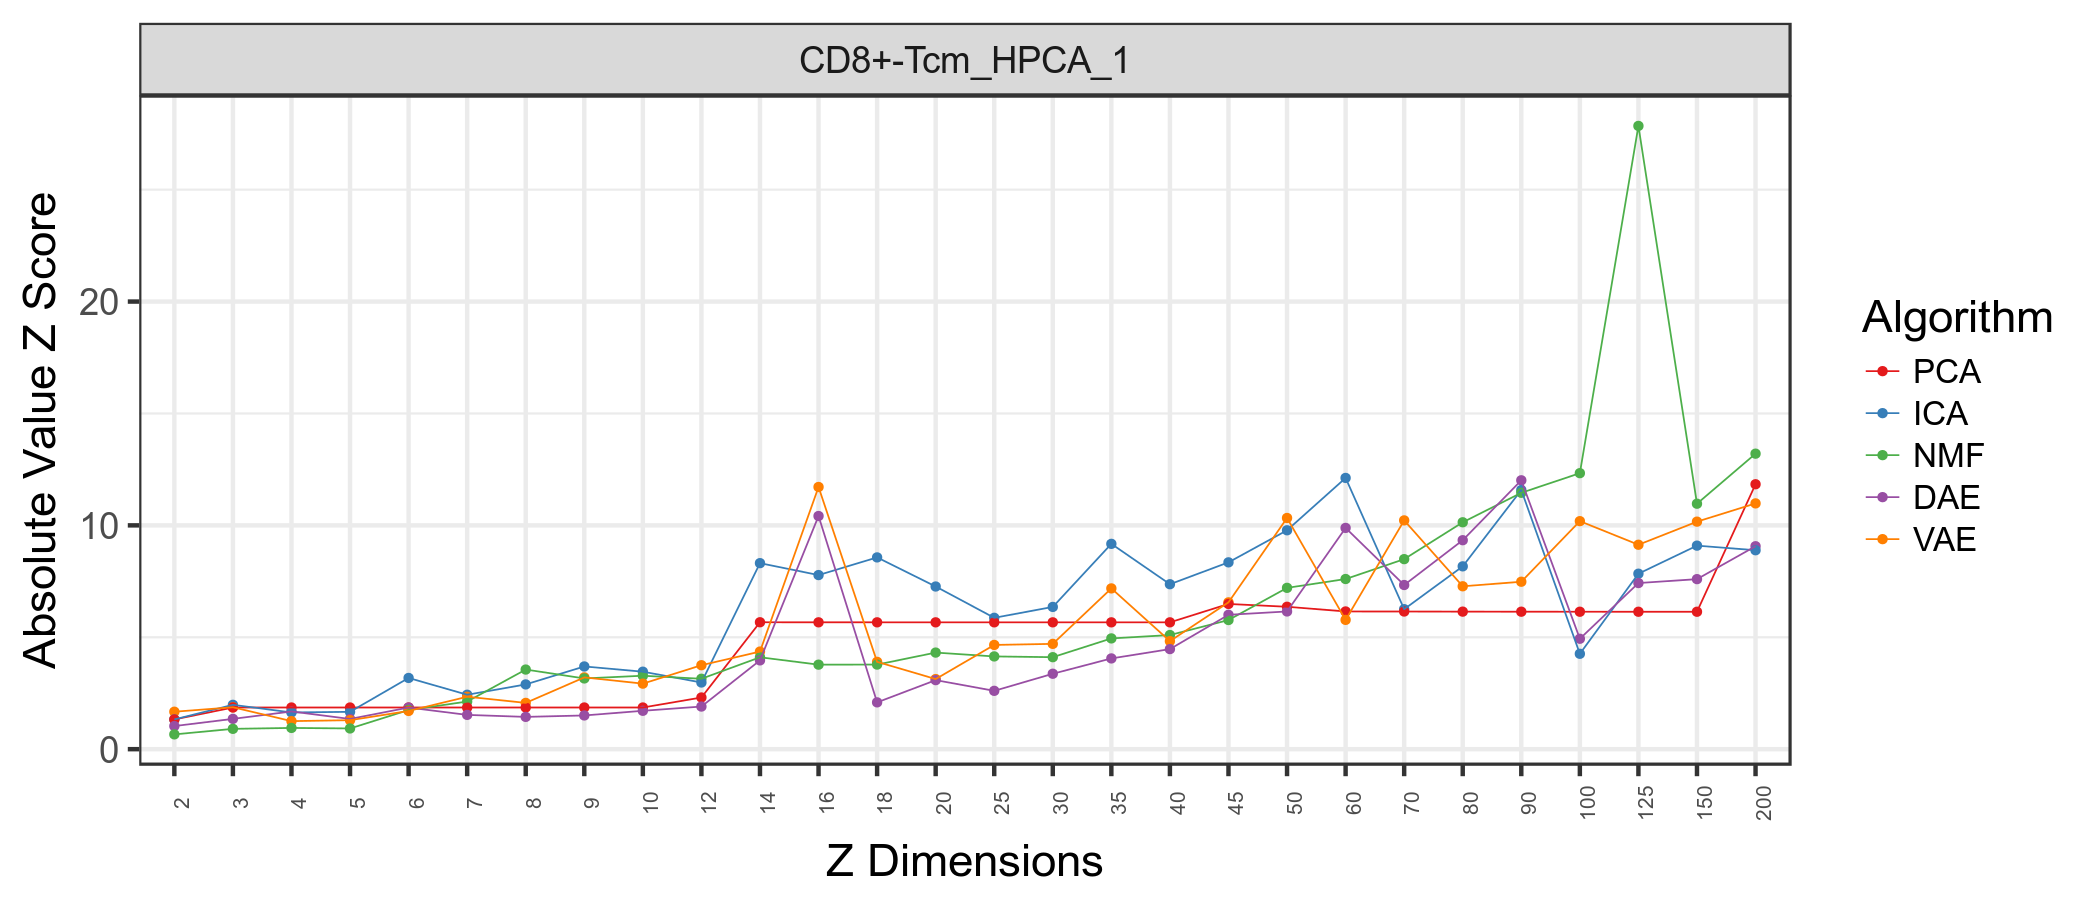 CD8+-Tcm_HPCA_1
Absolute Value Z Score
20
10
0
2 3 4 5 6 7 8 9 10 12 14 16 18 20 25 30 35 40 45 50 60 70 80 90 100 125 150 200
Z Dimensions
Algorithm
PCA
ICA
NMF
DAE
VAE